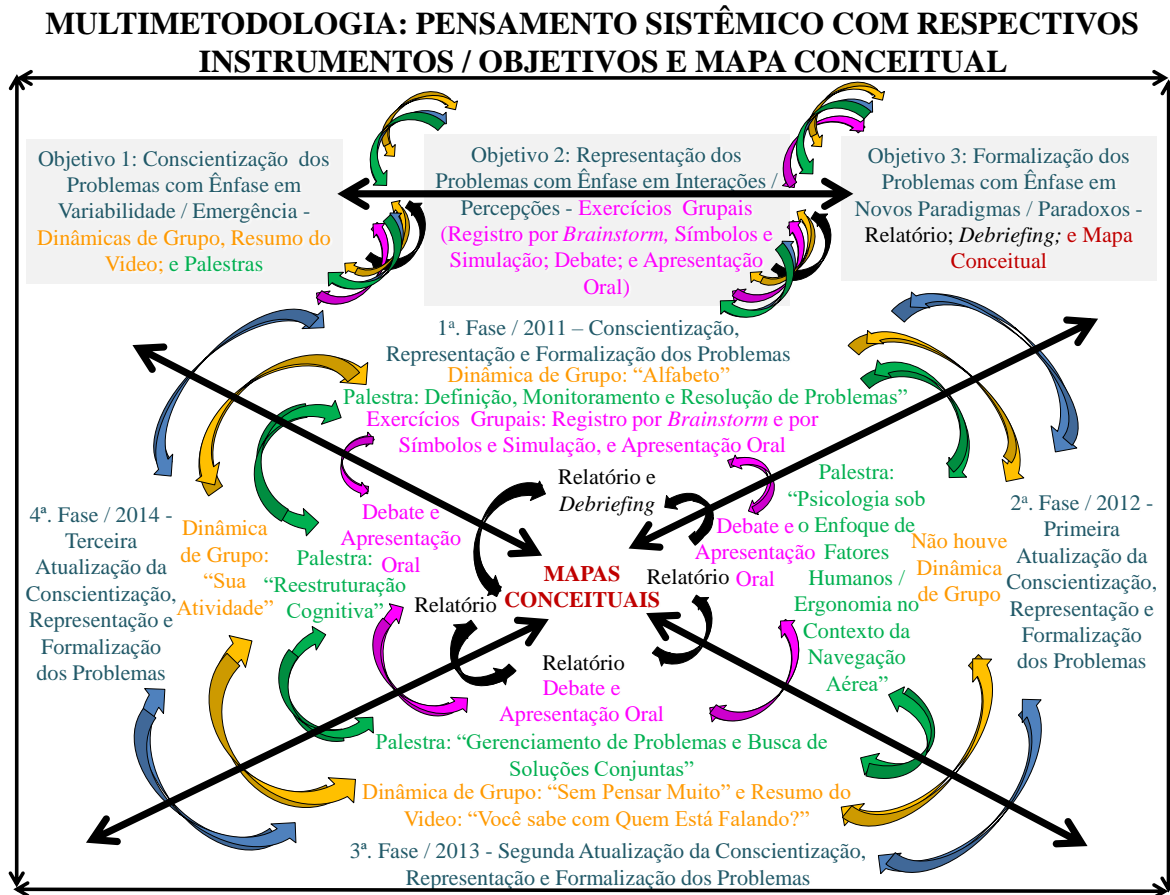 MULTIMETODOLOGIA: PENSAMENTO SISTÊMICO COM RESPECTIVOS
INSTRUMENTOS / OBJETIVOS E MAPA CONCEITUAL
Objetivo 1: Conscientização dos
Problemas com Ênfase em
Variabilidade / Emergência -
Dinâmicas de Grupo, Resumo do
Video; e Palestras
Objetivo 2: Representação dos
Problemas com Ênfase em Interações /
Percepções - Exercícios Grupais
(Registro por Brainstorm, Símbolos e
Simulação; Debate; e Apresentação
Oral)
Objetivo 3: Formalização dos
Problemas com Ênfase em
Novos Paradigmas / Paradoxos -
Relatório; Debriefing; e Mapa
Conceitual
1ª. Fase / 2011 – Conscientização,
Representação e Formalização dos Problemas
Dinâmica de Grupo: “Alfabeto”
Palestra: Definição, Monitoramento e Resolução de Problemas”
Exercícios Grupais: Registro por Brainstorm e por
Símbolos e Simulação, e Apresentação Oral
Relatório e
Debriefing
4ª. Fase / 2014 -
Terceira
Atualização da
Conscientização,
Representação e
Formalização
dos Problemas
Dinâmica
de Grupo:
“Sua
Atividade”
Palestra:
“Reestruturação
Cognitiva”
Debate e
Apresentação
Oral
Relatório
MAPAS
CONCEITUAIS
Relatório
Debate e
Apresentação
Oral
Palestra:
“Psicologia sob
o Enfoque de
Fatores
Humanos /
Ergonomia no
Contexto da
Navegação
Aérea”
Não houve
Dinâmica
de Grupo
2ª. Fase / 2012 -
Primeira
Atualização da
Conscientização,
Representação e
Formalização
dos Problemas
Relatório
Debate e
Apresentação Oral
Palestra: “Gerenciamento de Problemas e Busca de
Soluções Conjuntas”
Dinâmica de Grupo: “Sem Pensar Muito” e Resumo do
Video: “Você sabe com Quem Está Falando?”
3ª. Fase / 2013 - Segunda Atualização da Conscientização,
Representação e Formalização dos Problemas